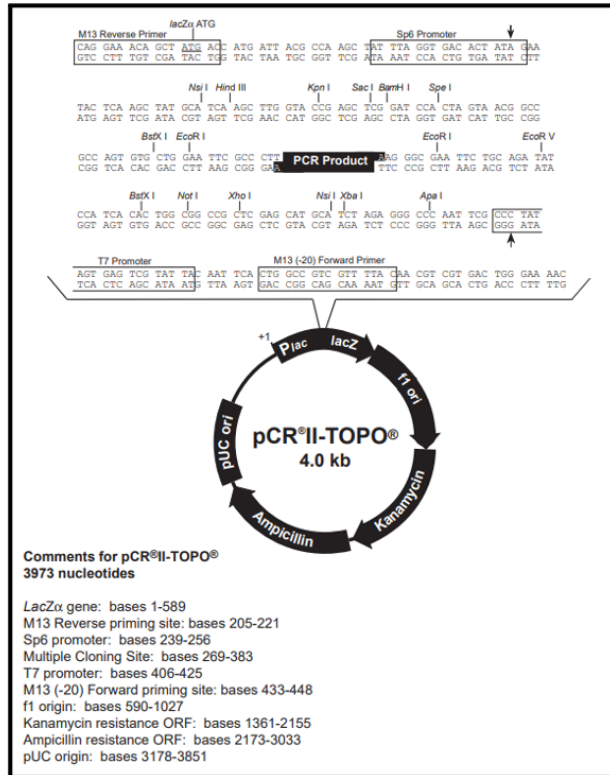 lacZα ATG
M13 Reverse Primer Sp6 Promoter
CAG GAA ACA GCT ATG ACC ATG ATT ACG CCA AGC TAT TTA GGT GAC ACT ATA GAA
GTC CTT TGT CGA TAC TGG TAC TAA TGC GGT TCG ATA AAT CCA CTG TGA TAT CTT
Nsi I Hind III Kpn I Sac I BamH I Spe I
TAC TCA AGC TAT GCA TCA AGC TTG GTA CCG AGC TCG GAT CCA CTA GTA ACG GCC
ATG AGT TCG ATA CGT AGT TCG AAC CAT GGC TCG AGC CTA GGT GAT CAT TGC CGG
BstX I EcoR I EcoR I EcoR V
GCC AGT GTG CTG GAA TTC GCC CTT PCR Product AAG GGC GAA TTC TGC AGA TAT
CGG TCA CAC GAC CTT AAG CGG GAA TTC CCG CTT AAG ACG TCT ATA
BstX I Not I Xho I Nsi I Xba I Apa I
CCA TCA CAC TGG CGG CCG CTC GAG CAT GCA TCT AGA GGG CCC AAT TCG CCC TAT
GGT AGT GTG ACC GCC GGC GAG CTC GTA CGT AGA TCT CCC GGG TTA AGC GGG ATA
T7 Promoter M13 (-20) Forward Primer
AGT GAG TCG TAT TAC AAT TCA CTG GCC GTC GTT TTA CAA CGT CGT GAC TGG GAA AAC
TCA CTC AGC ATA ATG TTA AGT GAC CGG CAG CAA AAT GTT GCA GCA CTG ACC CTT TTG
+1
Plac lacZ
f1 ori
Kanamycin
Ampicillin
pUC ori
pCR®II-TOPO®
4.0 kb
Comments for pCR®II-TOPO®
3973 nucleotides
LacZα gene: bases 1-589
M13 Reverse priming site: bases 205-221
Sp6 promoter: bases 239-256
Multiple Cloning Site: bases 269-383
T7 promoter: bases 406-425
M13 (-20) Forward priming site: bases 433-448
f1 origin: bases 590-1027
Kanamycin resistance ORF: bases 1361-2155
Ampicillin resistance ORF: bases 2173-3033
pUC origin: bases 3178-3851